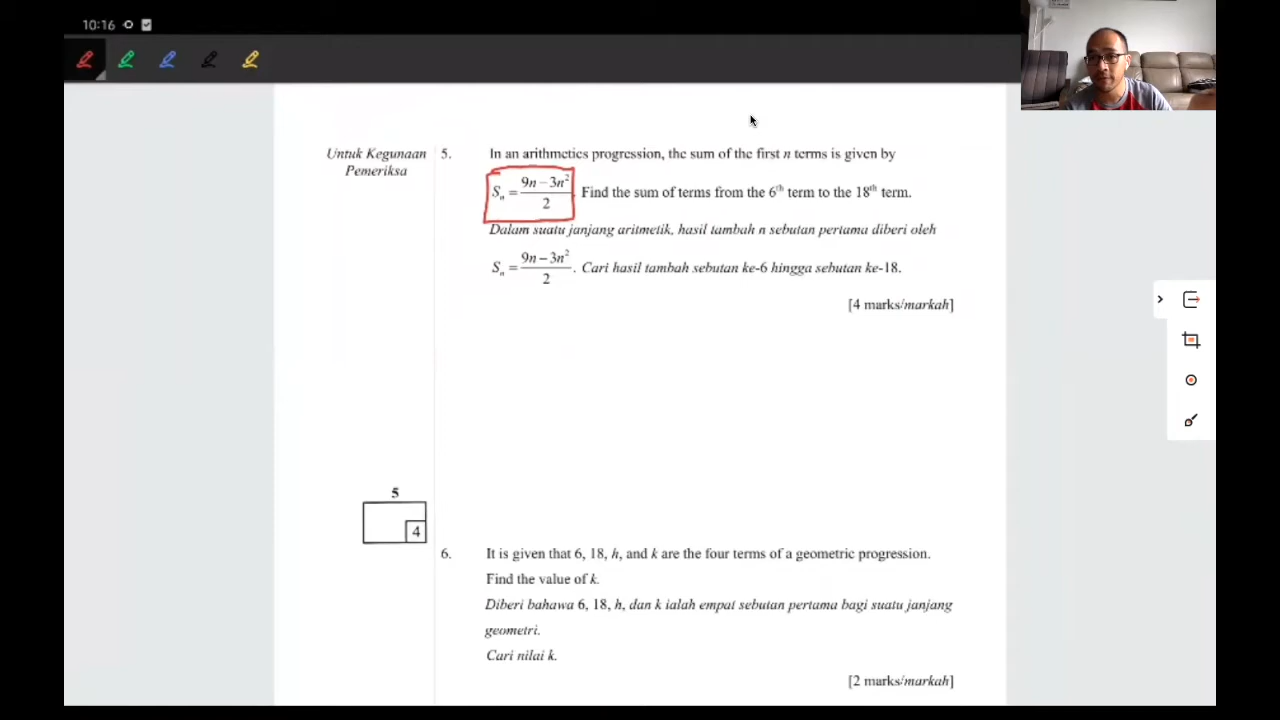 10:16
Untuk Kegunaan
Pemeriksa
5. In an arithmetics progression, the sum of the first n terms is given by
Sₙ = (9n − 3n²)/2. Find the sum of terms from the 6th term to the 18th term.
Dalam suatu janjang aritmetik, hasil tambah n sebutan pertama diberi oleh
Sₙ = (9n − 3n²)/2. Cari hasil tambah sebutan ke-6 hingga sebutan ke-18.
[4 marks/markah]
5
4
6. It is given that 6, 18, h, and k are the four terms of a geometric progression.
Find the value of k.
Diberi bahawa 6, 18, h, dan k ialah empat sebutan pertama bagi suatu janjang
geometri.
Cari nilai k.
[2 marks/markah]